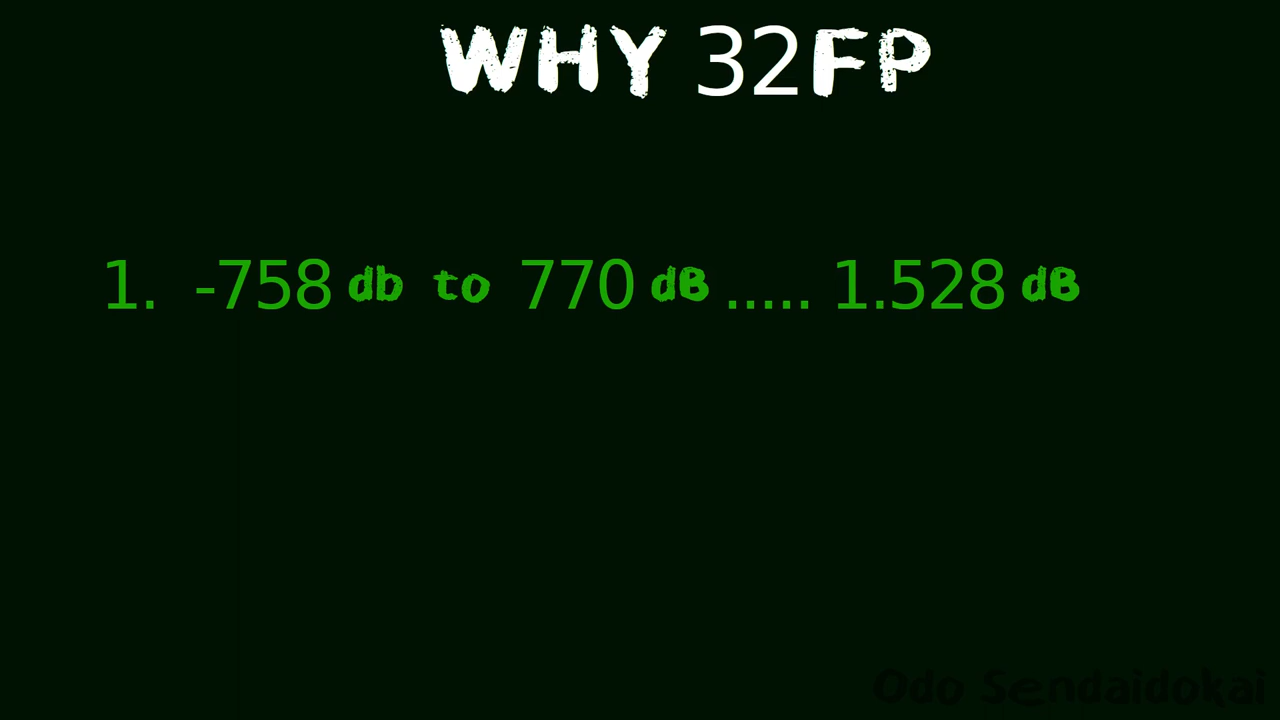 WHY 32FP
1. -758 db to 770 dB ..... 1.528 dB
Odo Sendaidokai